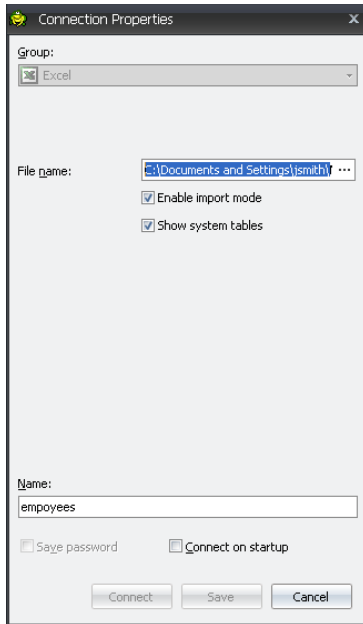 Connection Properties
Group:
Excel
File name: C:\Documents and Settings\jsmith\ ...
Enable import mode
Show system tables
Name:
empoyees
Save password Connect on startup
Connect Save Cancel